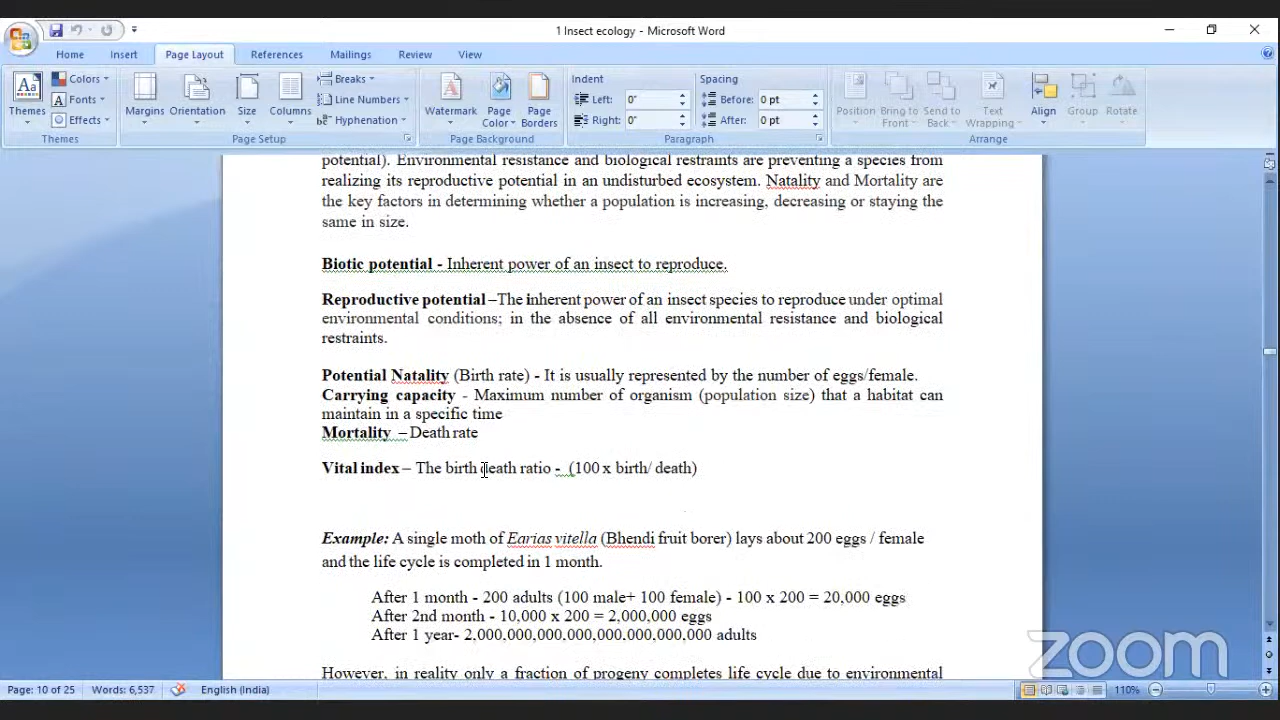 1 Insect ecology - Microsoft Word
Home Insert Page Layout References Mailings Review View
Themes Colors Fonts Effects Themes
Margins Orientation Size Columns Breaks Line Numbers Hyphenation Page Setup
Watermark Page Color Page Borders Page Background
Indent Left: 0" Right: 0" Spacing Before: 0 pt After: 0 pt Paragraph
Position Bring to Front Send to Back Text Wrapping Align Group Rotate Arrange
potential). Environmental resistance and biological restraints are preventing a species from
realizing its reproductive potential in an undisturbed ecosystem. Natality and Mortality are
the key factors in determining whether a population is increasing, decreasing or staying the
same in size.
Biotic potential - Inherent power of an insect to reproduce.
Reproductive potential –The inherent power of an insect species to reproduce under optimal
environmental conditions; in the absence of all environmental resistance and biological
restraints.
Potential Natality (Birth rate) - It is usually represented by the number of eggs/female.
Carrying capacity - Maximum number of organism (population size) that a habitat can
maintain in a specific time
Mortality – Death rate
Vital index – The birth death ratio - (100 x birth/ death)
Example: A single moth of Earias vitella (Bhendi fruit borer) lays about 200 eggs / female
and the life cycle is completed in 1 month.
After 1 month - 200 adults (100 male+ 100 female) - 100 x 200 = 20,000 eggs
After 2nd month - 10,000 x 200 = 2,000,000 eggs
After 1 year- 2,000,000,000,000,000,000,000,000 adults
However, in reality only a fraction of progeny completes life cycle due to environmental
zoom
Page: 10 of 25 Words: 6,537 English (India) 110%